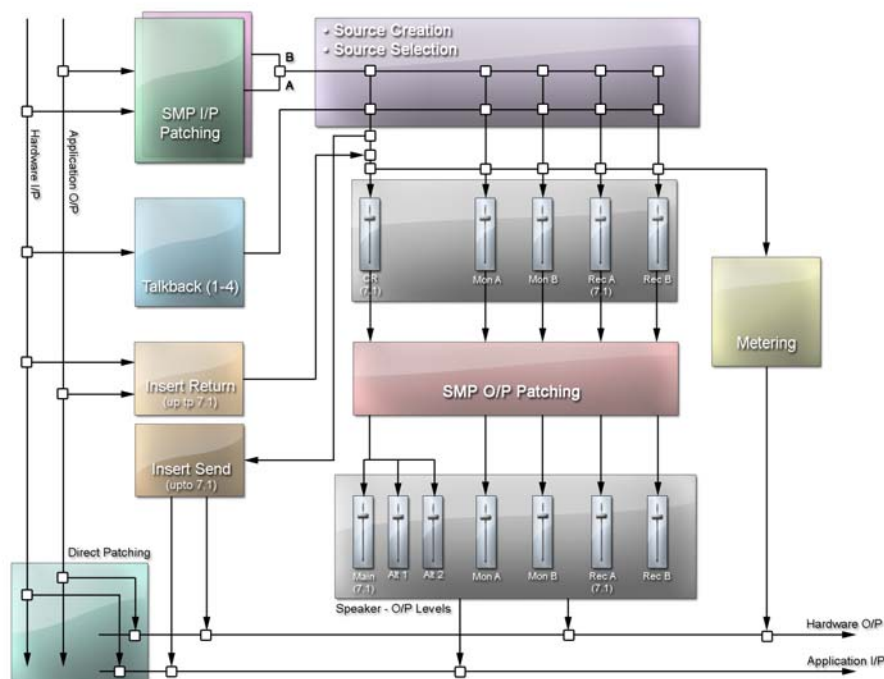 • Source Creation
• Source Selection
B
A
SMP I/P
Patching
Hardware I/P
Application O/P
Talkback (1-4)
CR
(7.1)
Mon A
Mon B
Rec A
(7.1)
Rec B
Metering
Insert Return
(up tp 7.1)
SMP O/P Patching
Insert Send
(upto 7.1)
Direct Patching
Main
(7.1)
Alt 1
Alt 2
Mon A
Mon B
Rec A
(7.1)
Rec B
Speaker - O/P Levels
Hardware O/P
Application I/P